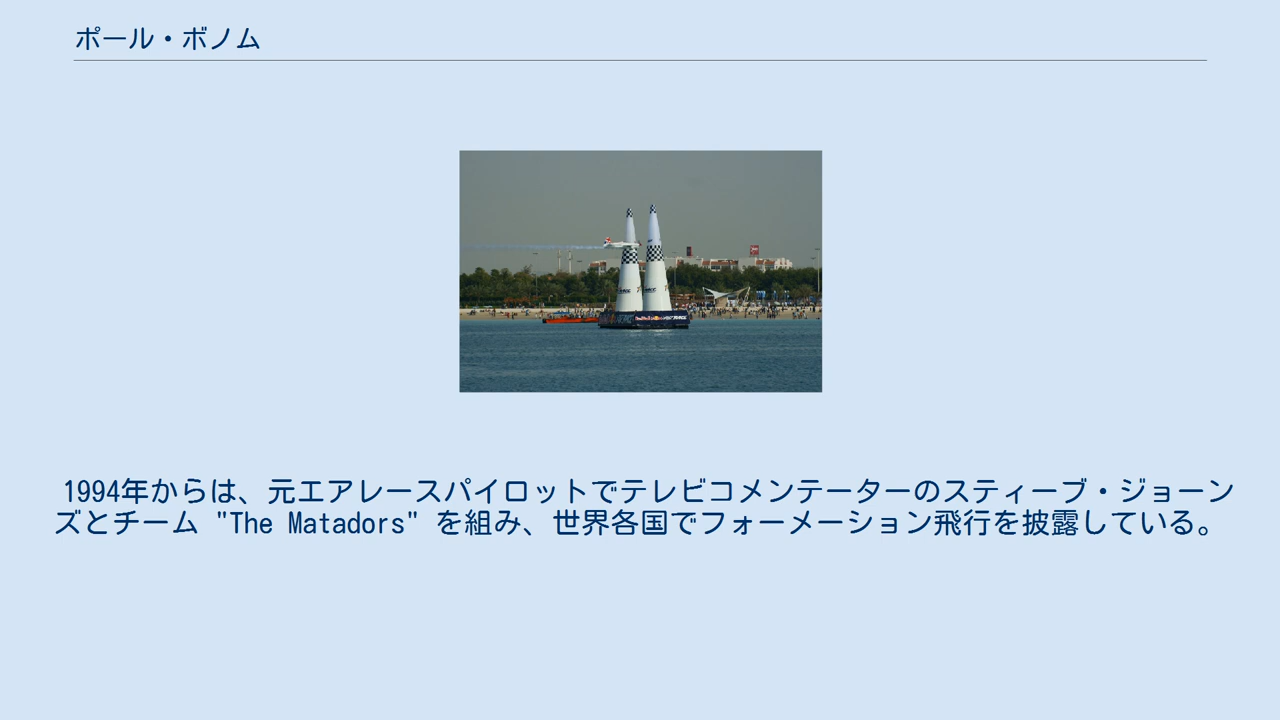 ポール・ボノム
1994年からは、元エアレースパイロットでテレビコメンテーターのスティーブ・ジョーン
ズとチーム "The Matadors" を組み、世界各国でフォーメーション飛行を披露している。